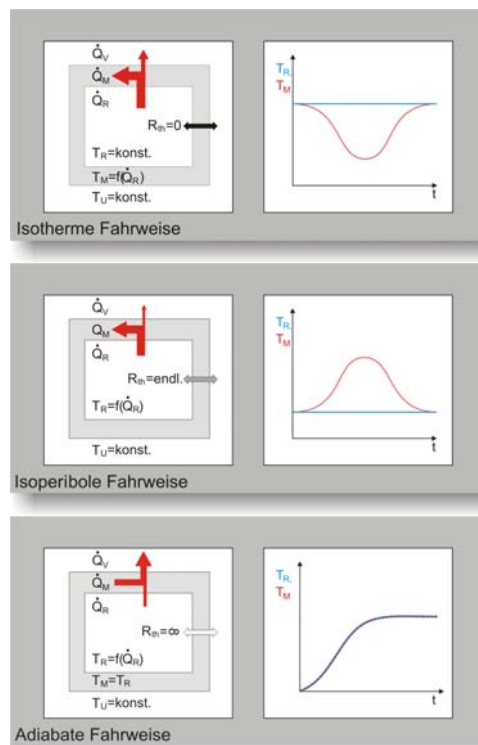 Q̇V
Q̇M
Q̇R
Rth=0
TR=konst.
TM=f(Q̇R)
TU=konst.
TR,
TM
t
Isotherme Fahrweise
Q̇V
QM
Q̇R
Rth=endl.
TR=f(Q̇R)
TU=konst.
TR,
TM
t
Isoperibole Fahrweise
Q̇V
Q̇M
Q̇R
Rth=∞
TR=f(Q̇R)
TM=TR
TU=konst.
TR,
TM
t
Adiabate Fahrweise